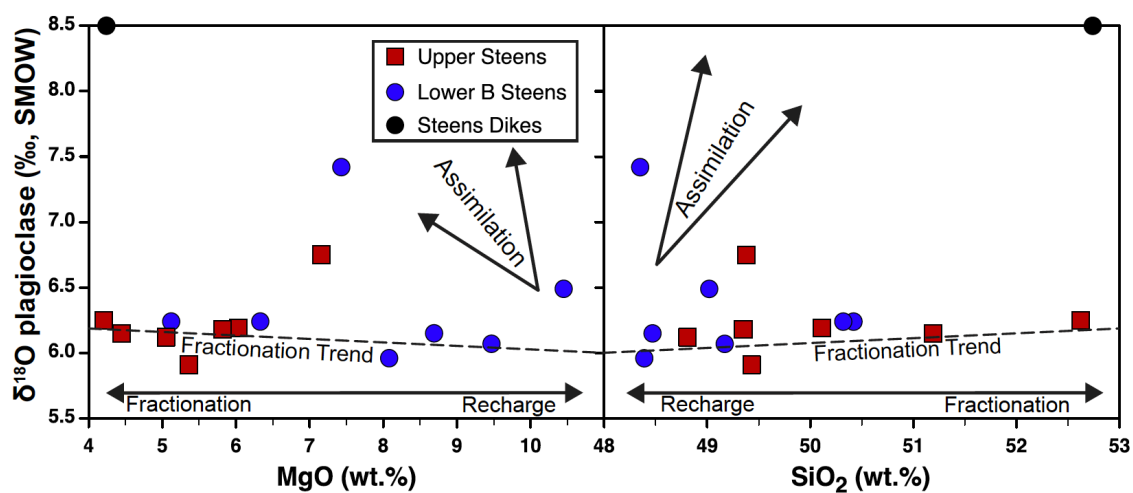 δ¹⁸O plagioclase (‰, SMOW)
8.5
8.0
7.5
7.0
6.5
6.0
5.5
Upper Steens
Lower B Steens
Steens Dikes
Assimilation
Fractionation Trend
Fractionation
Recharge
4
5
6
7
8
9
10
MgO (wt.%)
Assimilation
Fractionation Trend
Recharge
Fractionation
48
49
50
51
52
53
SiO₂ (wt.%)